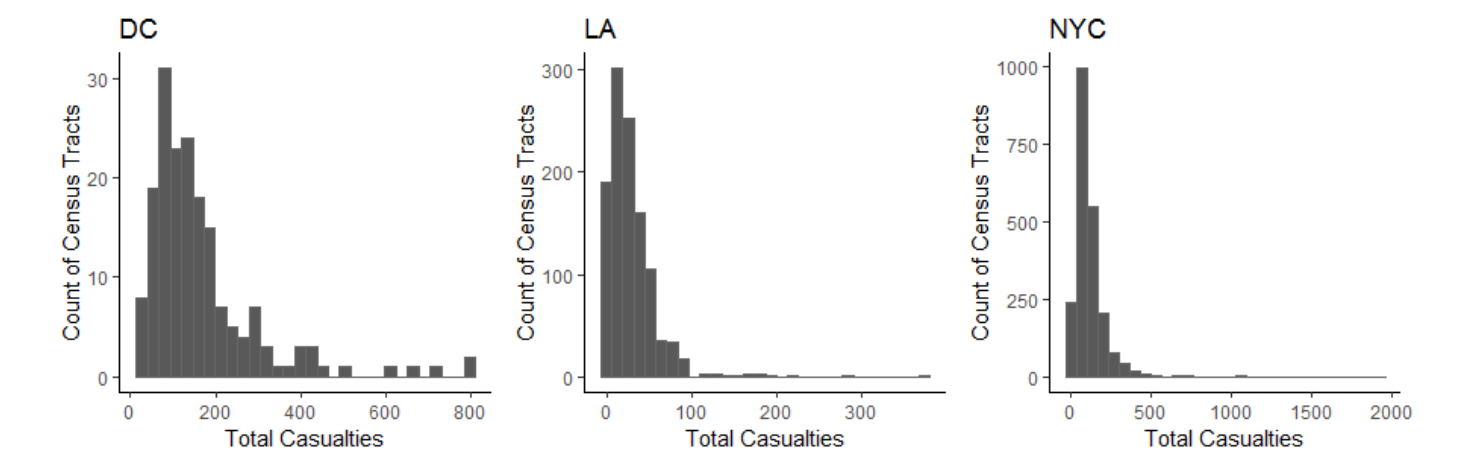 DC
Count of Census Tracts
30
20
10
0
0 200 400 600 800
Total Casualties
LA
Count of Census Tracts
300
200
100
0
0 100 200 300
Total Casualties
NYC
Count of Census Tracts
1000
750
500
250
0
0 500 1000 1500 2000
Total Casualties